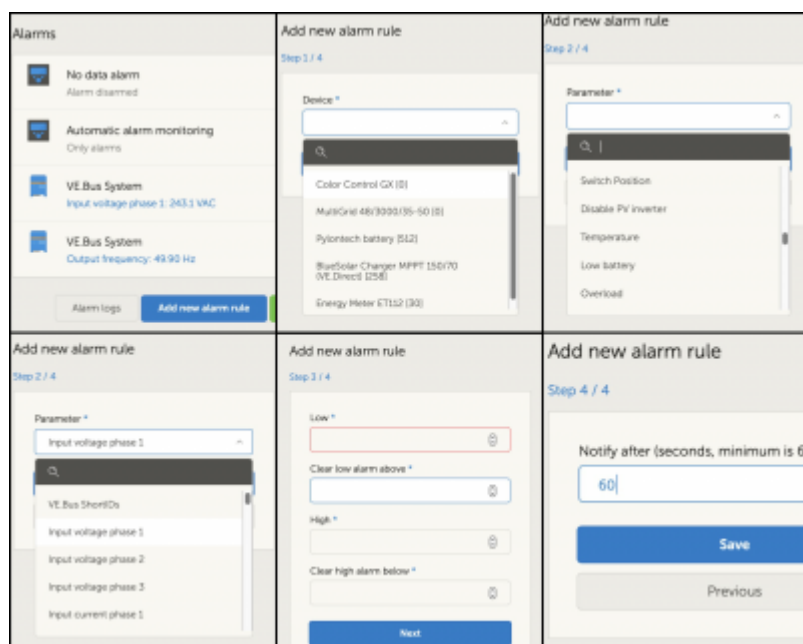 Alarms
No data alarm
Alarm disarmed
Automatic alarm monitoring
Only alarms
VE.Bus System
Input voltage phase 1: 243.1 VAC
VE.Bus System
Output frequency: 49.90 Hz
Alarm logs
Add new alarm rule
Add new alarm rule
Step 1 / 4
Device *
Color Control GX [0]
MultiGrid 48/3000/35-50 [0]
Pylontech battery [512]
BlueSolar Charger MPPT 150/70
(VE.Direct) [258]
Energy Meter ET112 [30]
Add new alarm rule
Step 2 / 4
Parameter *
Switch Position
Disable PV inverter
Temperature
Low battery
Overload
Add new alarm rule
Step 2 / 4
Parameter *
Input voltage phase 1
VE.Bus ShortIDs
Input voltage phase 1
Input voltage phase 2
Input voltage phase 3
Input current phase 1
Add new alarm rule
Step 3 / 4
Low *
Clear low alarm above *
High *
Clear high alarm below *
Next
Add new alarm rule
Step 4 / 4
Notify after (seconds, minimum is 6
60
Save
Previous